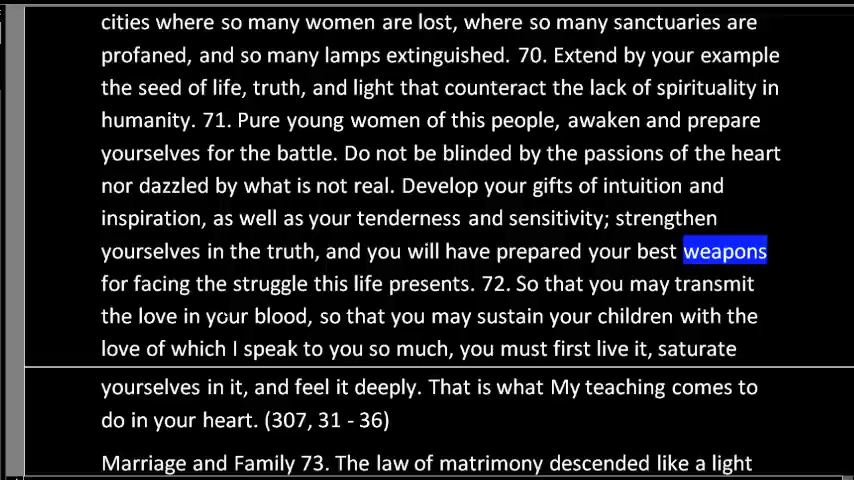 cities where so many women are lost, where so many sanctuaries are
profaned, and so many lamps extinguished. 70. Extend by your example
the seed of life, truth, and light that counteract the lack of spirituality in
humanity. 71. Pure young women of this people, awaken and prepare
yourselves for the battle. Do not be blinded by the passions of the heart
nor dazzled by what is not real. Develop your gifts of intuition and
inspiration, as well as your tenderness and sensitivity; strengthen
yourselves in the truth, and you will have prepared your best weapons
for facing the struggle this life presents. 72. So that you may transmit
the love in your blood, so that you may sustain your children with the
love of which I speak to you so much, you must first live it, saturate
yourselves in it, and feel it deeply. That is what My teaching comes to
do in your heart. (307, 31 - 36)
Marriage and Family 73. The law of matrimony descended like a light